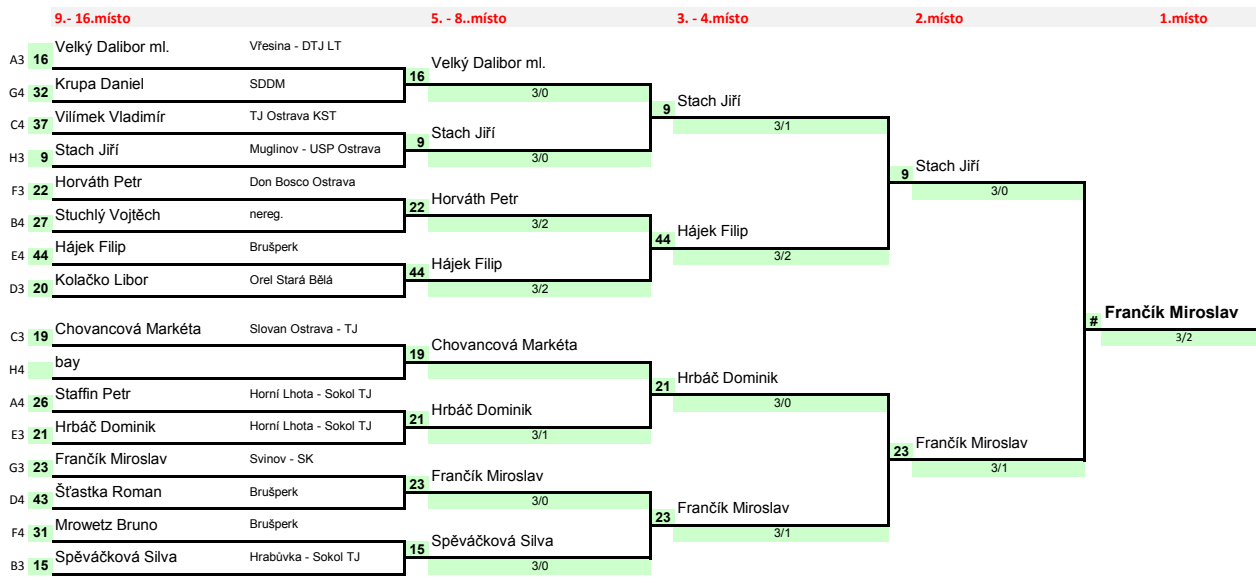 9.- 16.místo 5. - 8..místo 3. - 4.místo 2.místo 1.místo
A3 16 Velký Dalibor ml. Vřesina - DTJ LT
16 Velký Dalibor ml.
G4 32 Krupa Daniel SDDM
3/0
9 Stach Jiří
C4 37 Vilímek Vladimír TJ Ostrava KST
3/1
9 Stach Jiří
H3 9 Stach Jiří Muglinov - USP Ostrava
3/0
9 Stach Jiří
F3 22 Horváth Petr Don Bosco Ostrava
3/0
22 Horváth Petr
B4 27 Stuchlý Vojtěch nereg.
3/2
44 Hájek Filip
E4 44 Hájek Filip Brušperk
3/2
44 Hájek Filip
D3 20 Kolačko Libor Orel Stará Bělá
3/2
# Frančík Miroslav
C3 19 Chovancová Markéta Slovan Ostrava - TJ
3/2
19 Chovancová Markéta
H4 bay
21 Hrbáč Dominik
A4 26 Staffin Petr Horní Lhota - Sokol TJ
3/0
21 Hrbáč Dominik
E3 21 Hrbáč Dominik Horní Lhota - Sokol TJ
3/1
23 Frančík Miroslav
G3 23 Frančík Miroslav Svinov - SK
3/1
23 Frančík Miroslav
D4 43 Šťastka Roman Brušperk
3/0
23 Frančík Miroslav
F4 31 Mrowetz Bruno Brušperk
3/1
15 Spěváčková Silva
B3 15 Spěváčková Silva Hrabůvka - Sokol TJ
3/0